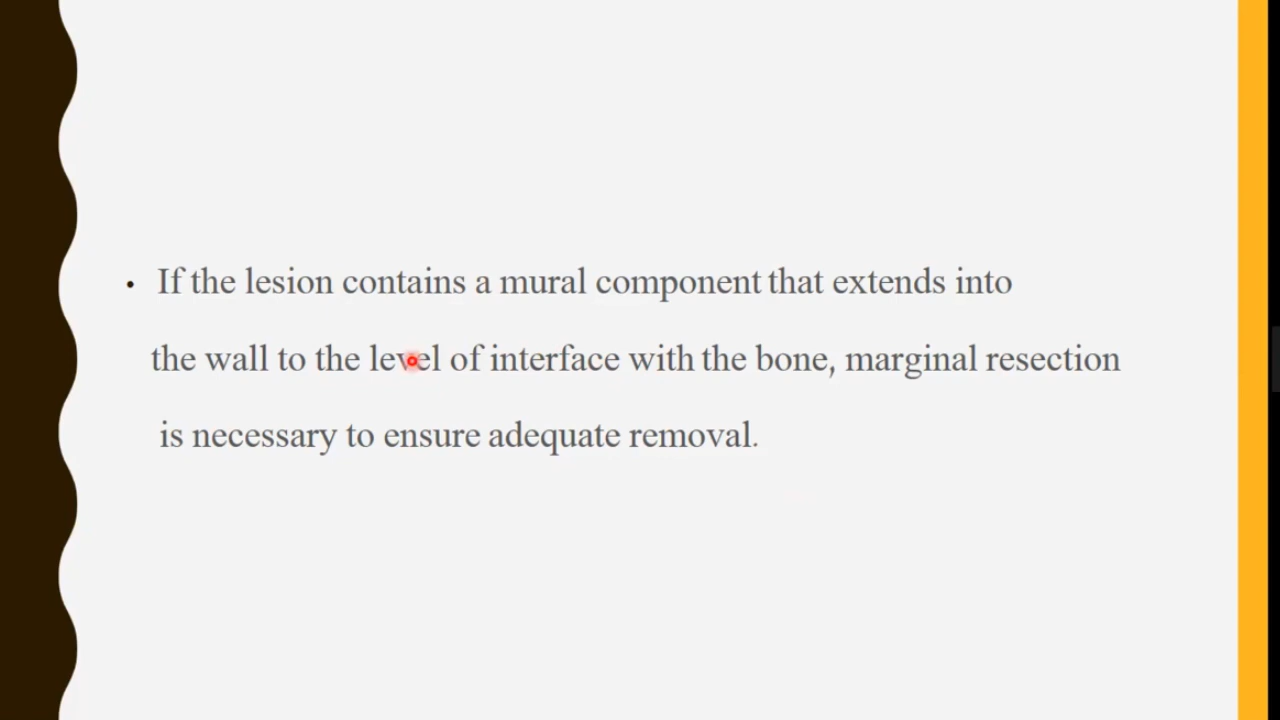 • If the lesion contains a mural component that extends into
the wall to the level of interface with the bone, marginal resection
is necessary to ensure adequate removal.